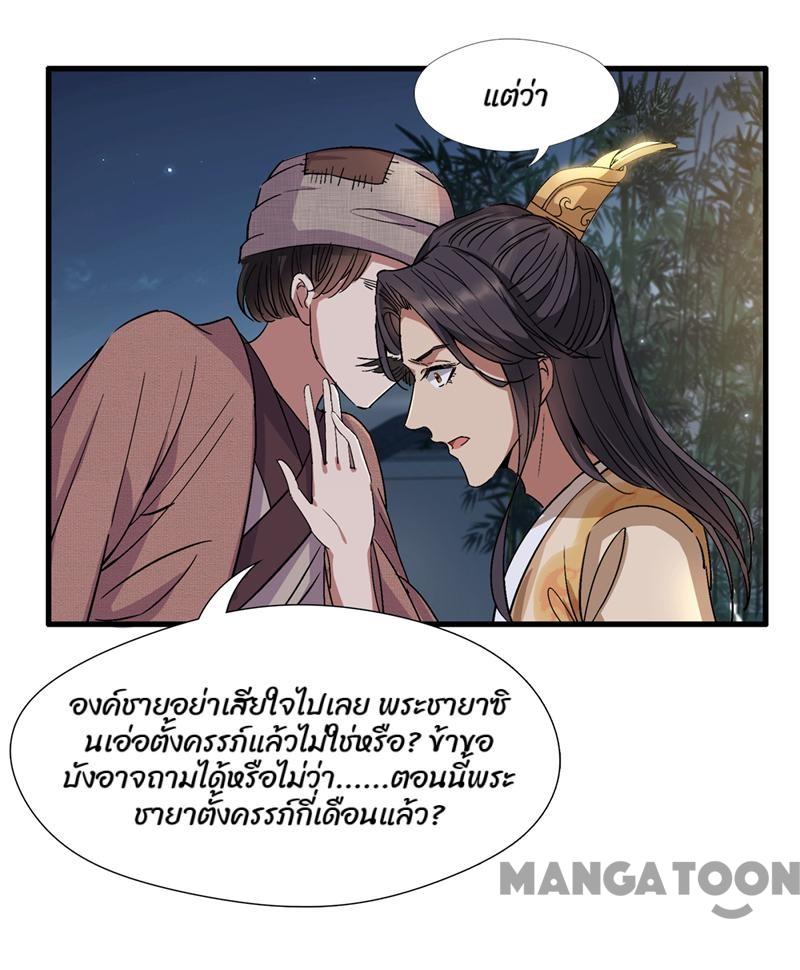 แต่ว่า
องค์ชายอย่าเสียใจไปเลย พระชายาซิ
นเอ่อตั้งครรภ์แล้วไม่ใช่หรือ? ข้าขอ
บังอาจถามได้หรือไม่ว่า......ตอนนี้พระ
ชายาตั้งครรภ์กี่เดือนแล้ว?
MANGATOON